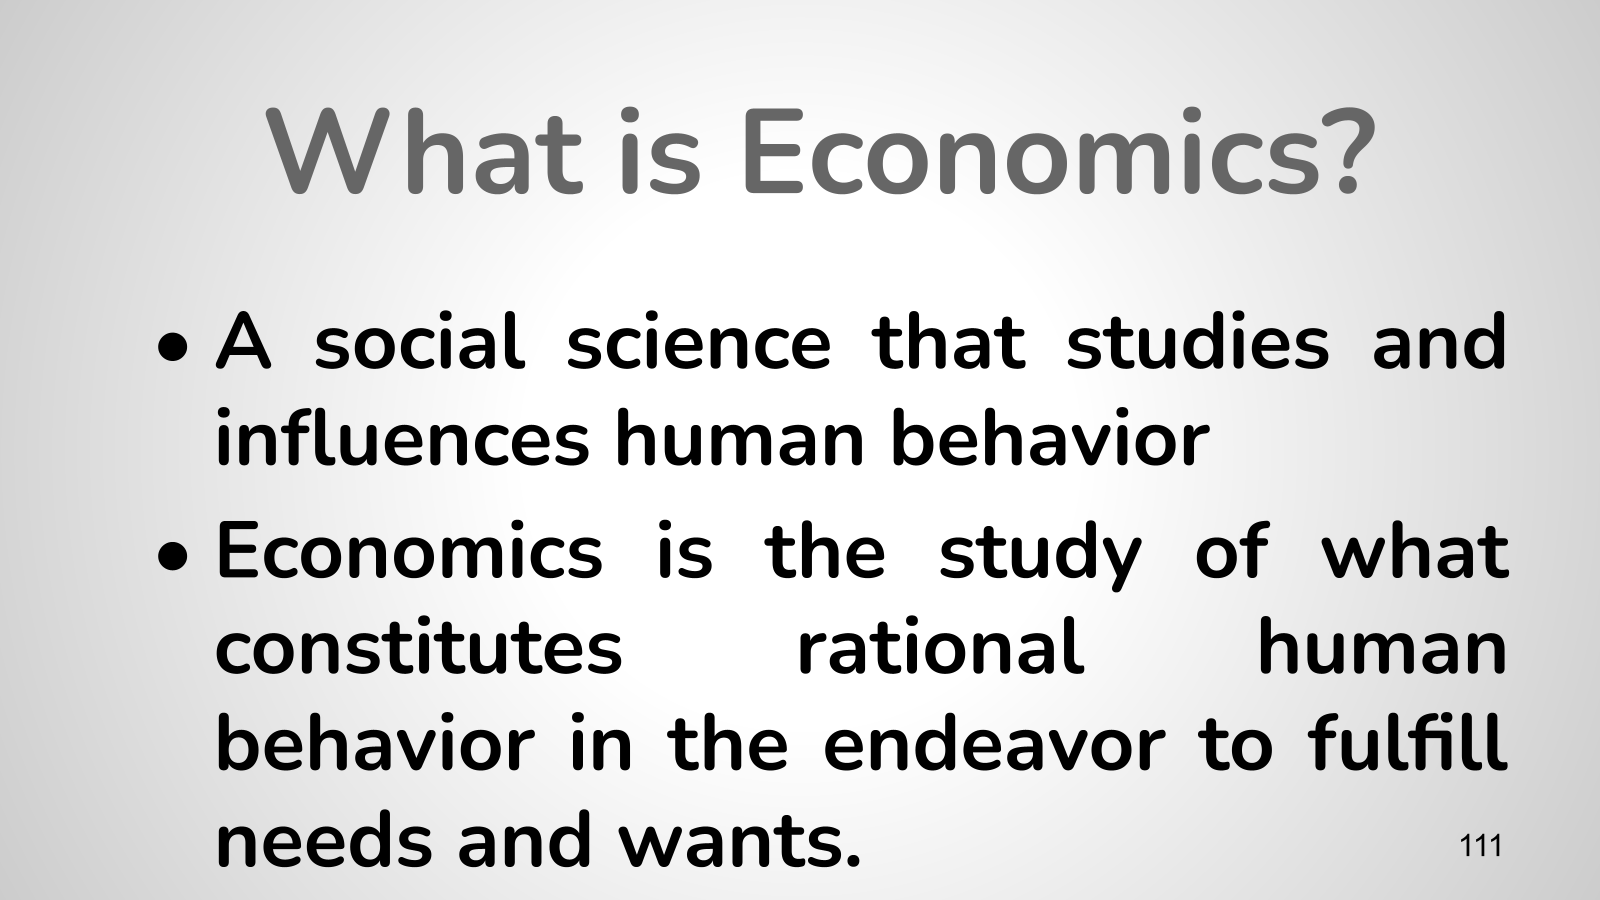 What is Economics?
• A social science that studies and
influences human behavior
• Economics is the study of what
constitutes rational human
behavior in the endeavor to fulfill
needs and wants.
111